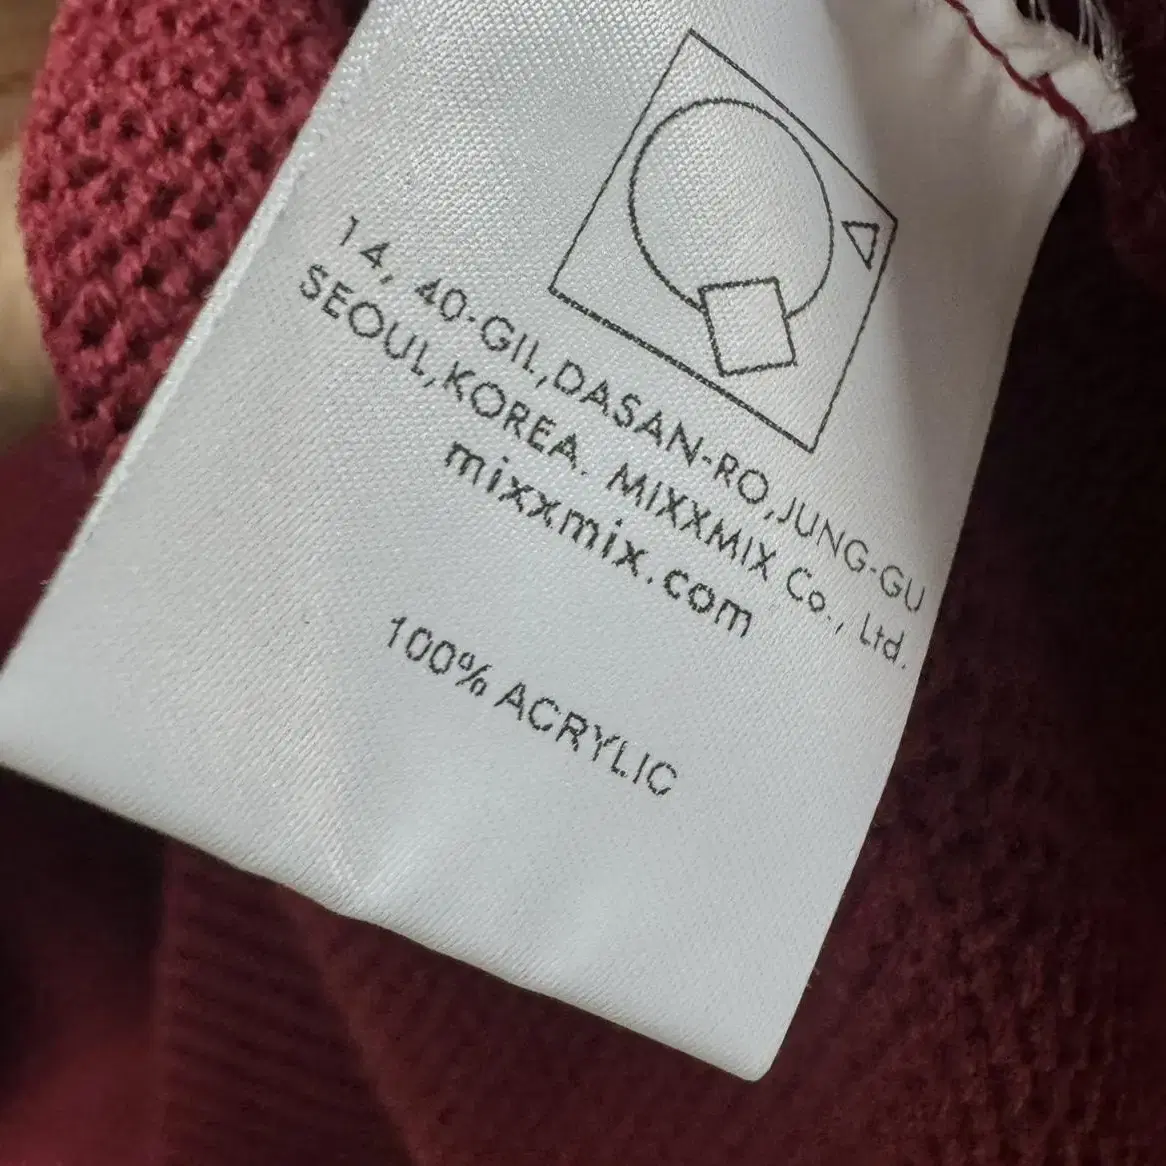 14, 40-GIL,DASAN-RO,JUNG-GU
SEOUL,KOREA. MIXXMIX Co., Ltd.
mixxmix.com
100% ACRYLIC